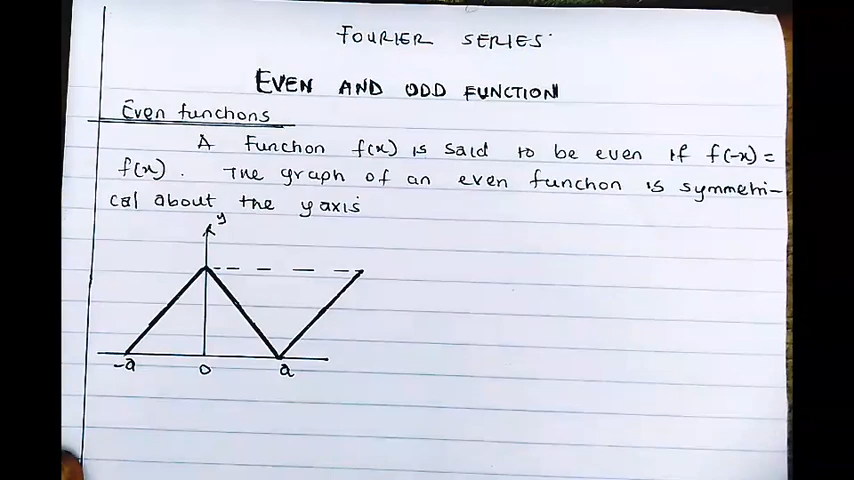 FOURIER SERIES
EVEN AND ODD FUNCTION
Even functions
A Function f(x) is said to be even if f(-x) =
f(x). The graph of an even function is symmetri-
cal about the y axis
y
-a 0 a